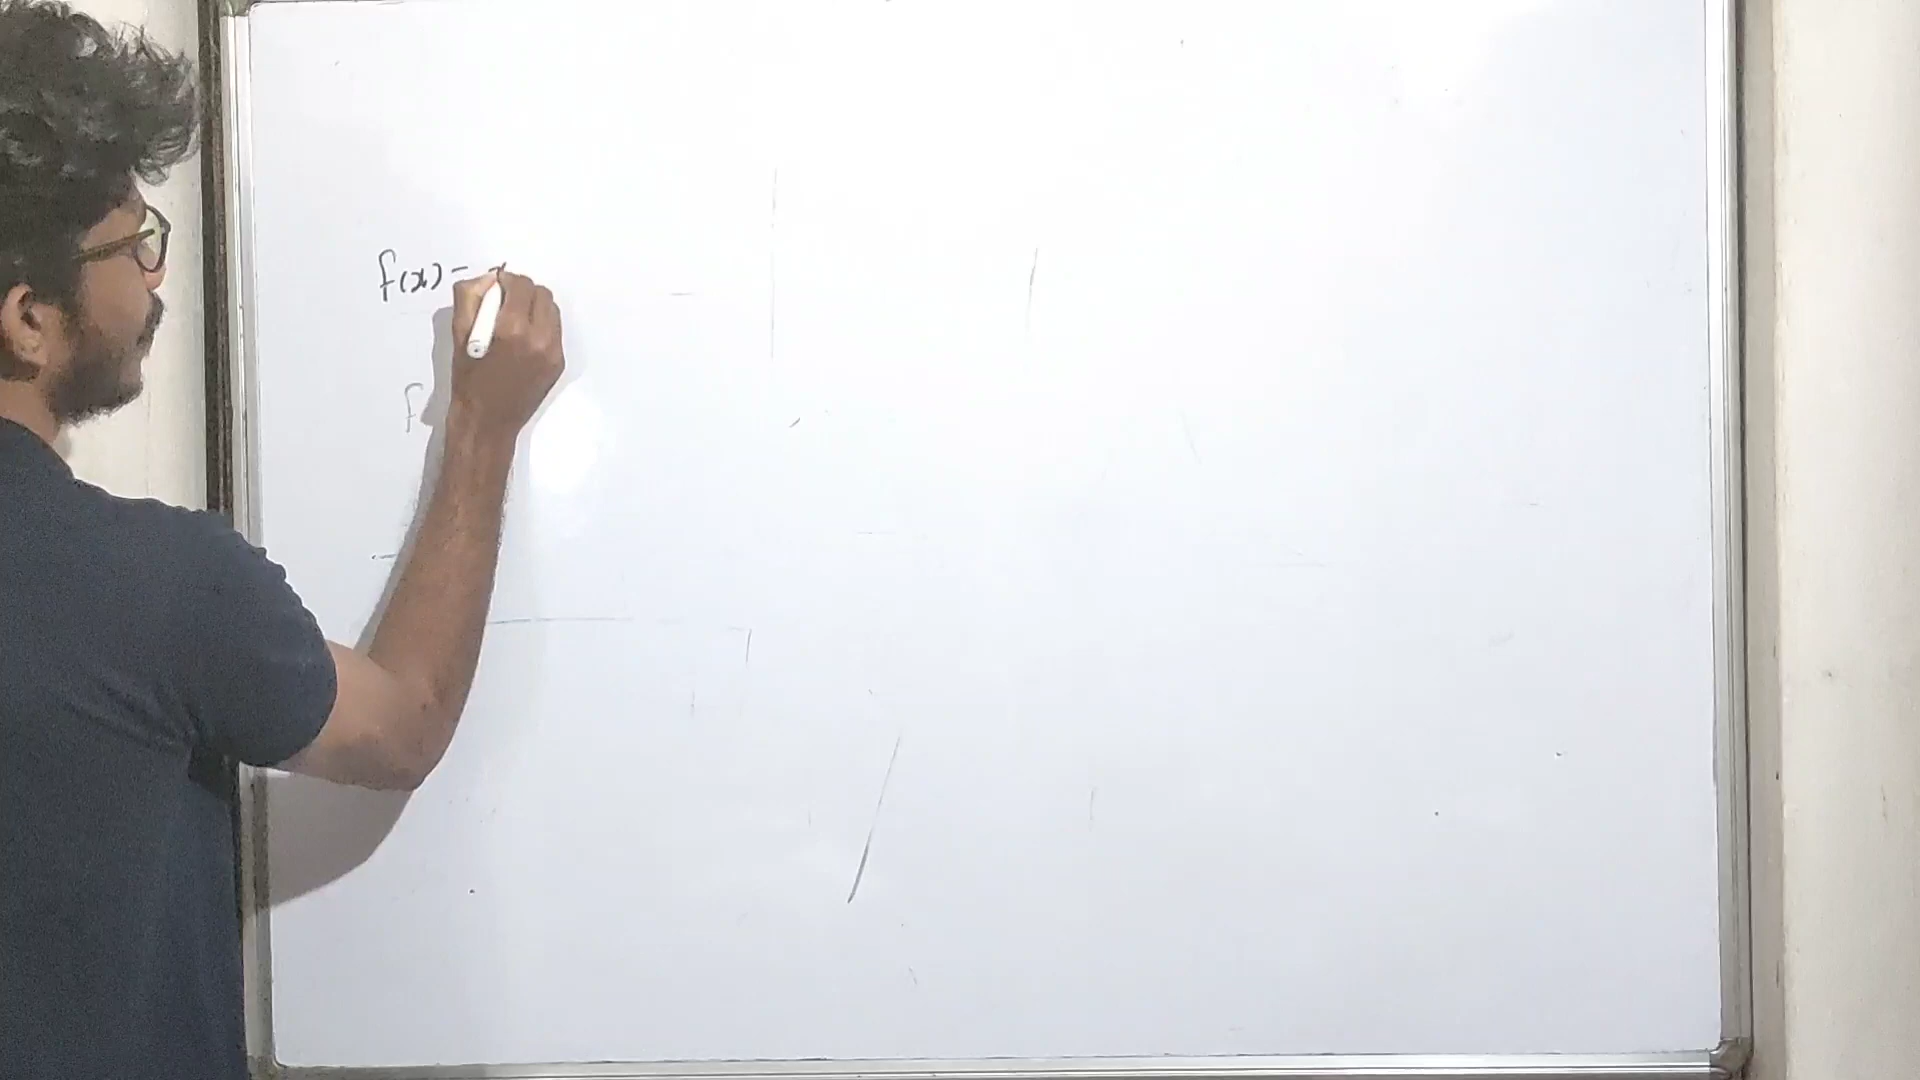 f(x) =
f